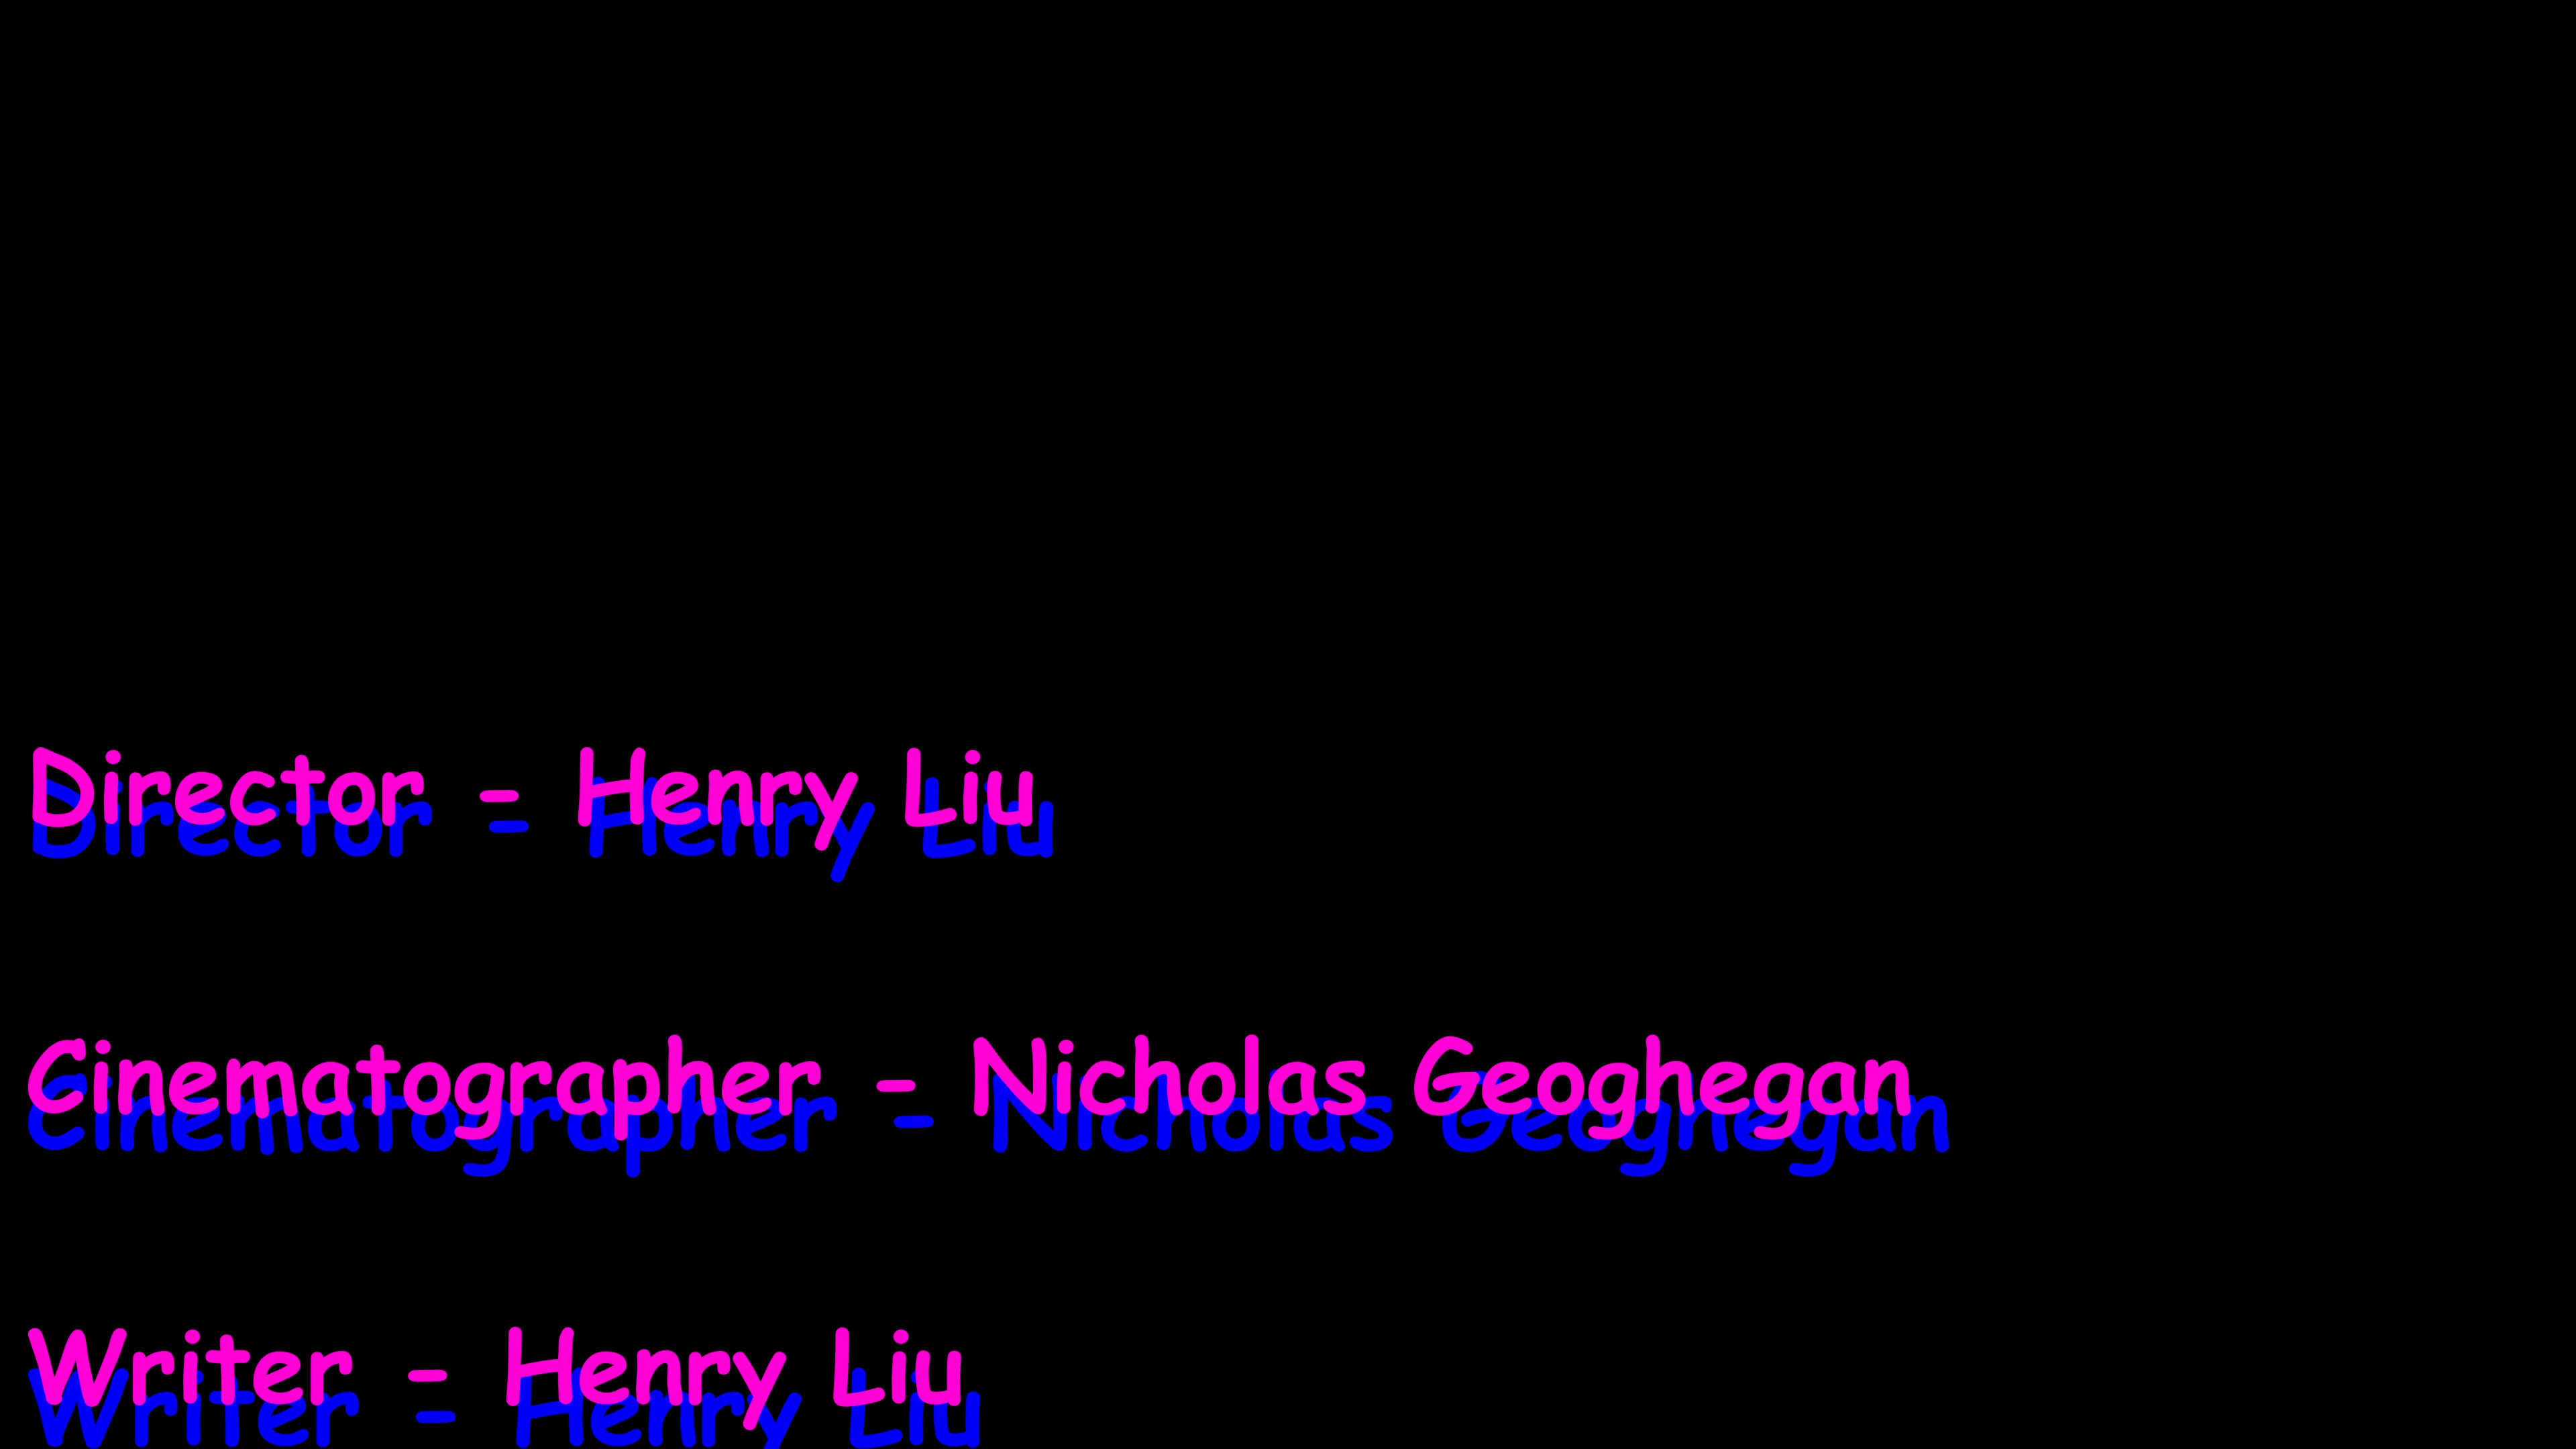 Director - Henry Liu
Cinematographer - Nicholas Geoghegan
Writer - Henry Liu